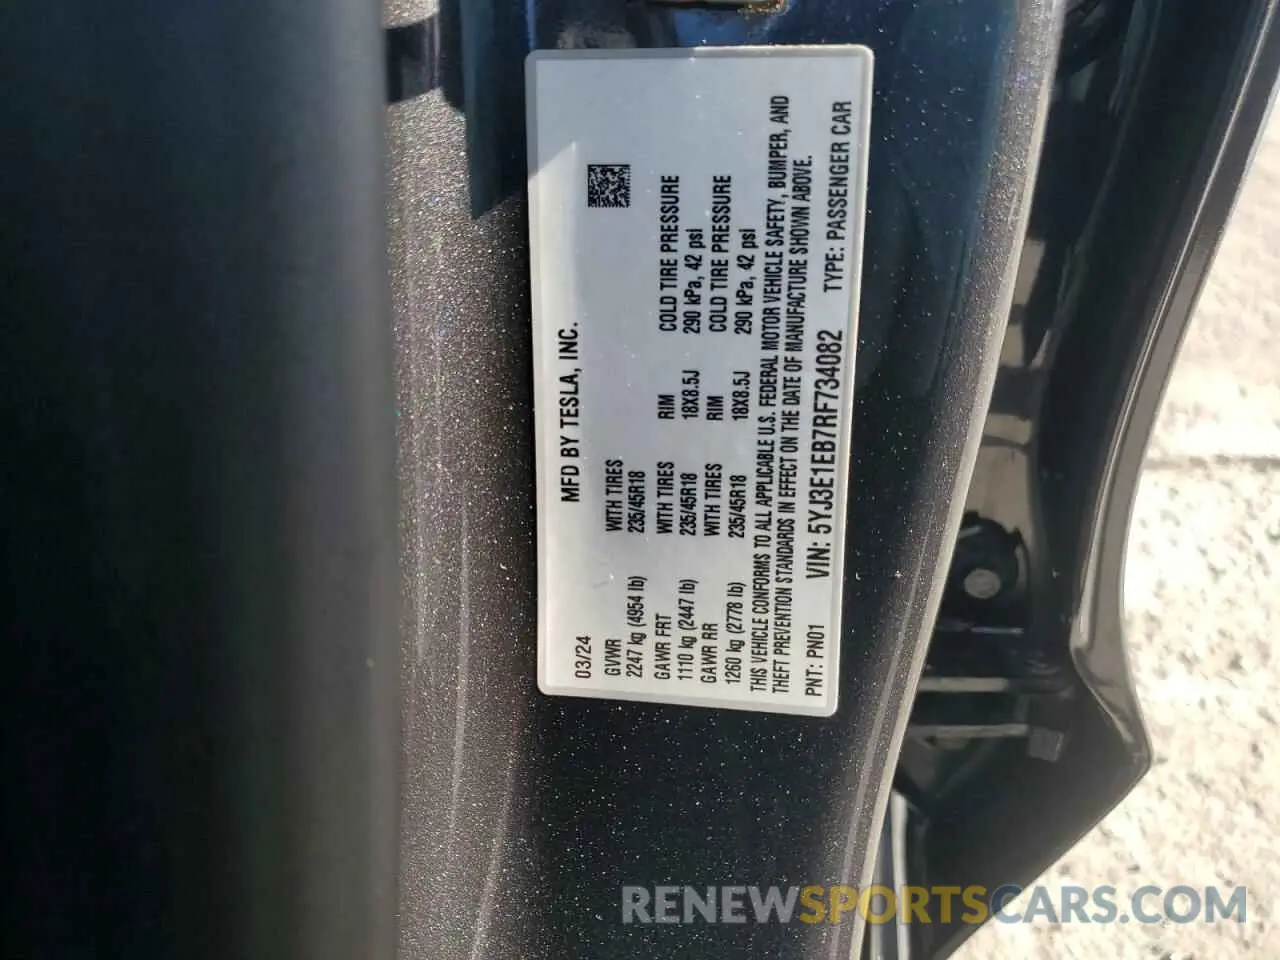 MFD BY TESLA, INC.
03/24
GVWR WITH TIRES
2247 kg (4954 lb) 235/45R18
GAWR FRT WITH TIRES RIM COLD TIRE PRESSURE
1110 kg (2447 lb) 235/45R18 18X8.5J 290 kPa, 42 psi
GAWR RR WITH TIRES RIM COLD TIRE PRESSURE
1260 kg (2778 lb) 235/45R18 18X8.5J 290 kPa, 42 psi
THIS VEHICLE CONFORMS TO ALL APPLICABLE U.S. FEDERAL MOTOR VEHICLE SAFETY, BUMPER, AND
THEFT PREVENTION STANDARDS IN EFFECT ON THE DATE OF MANUFACTURE SHOWN ABOVE.
PNT: PN01 VIN: 5YJ3E1EB7RF734082 TYPE: PASSENGER CAR
RENEWSPORTSCARS.COM